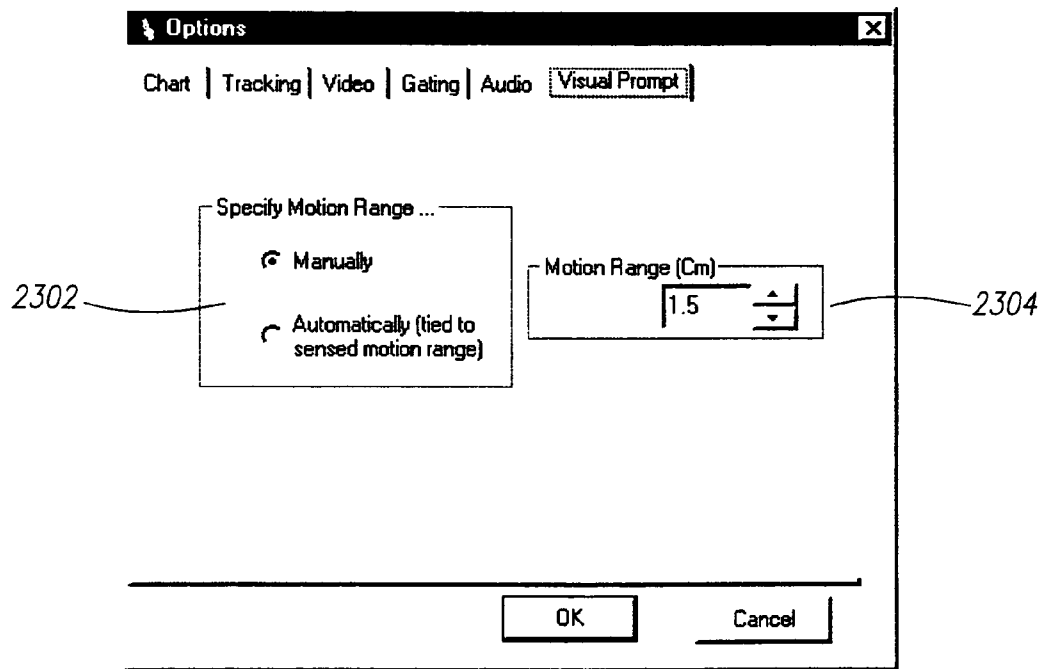 Options
Chart Tracking Video Gating Audio Visual Prompt
Specify Motion Range ...
Manually
Motion Range (Cm)
2302
1.5
2304
Automatically (tied to
sensed motion range)
OK Cancel